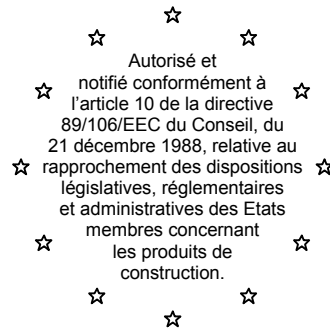 Autorisé et
notifié conformément à
l’article 10 de la directive
89/106/EEC du Conseil, du
21 décembre 1988, relative au
rapprochement des dispositions
législatives, réglementaires
et administratives des Etats
membres concernant
les produits de
construction.